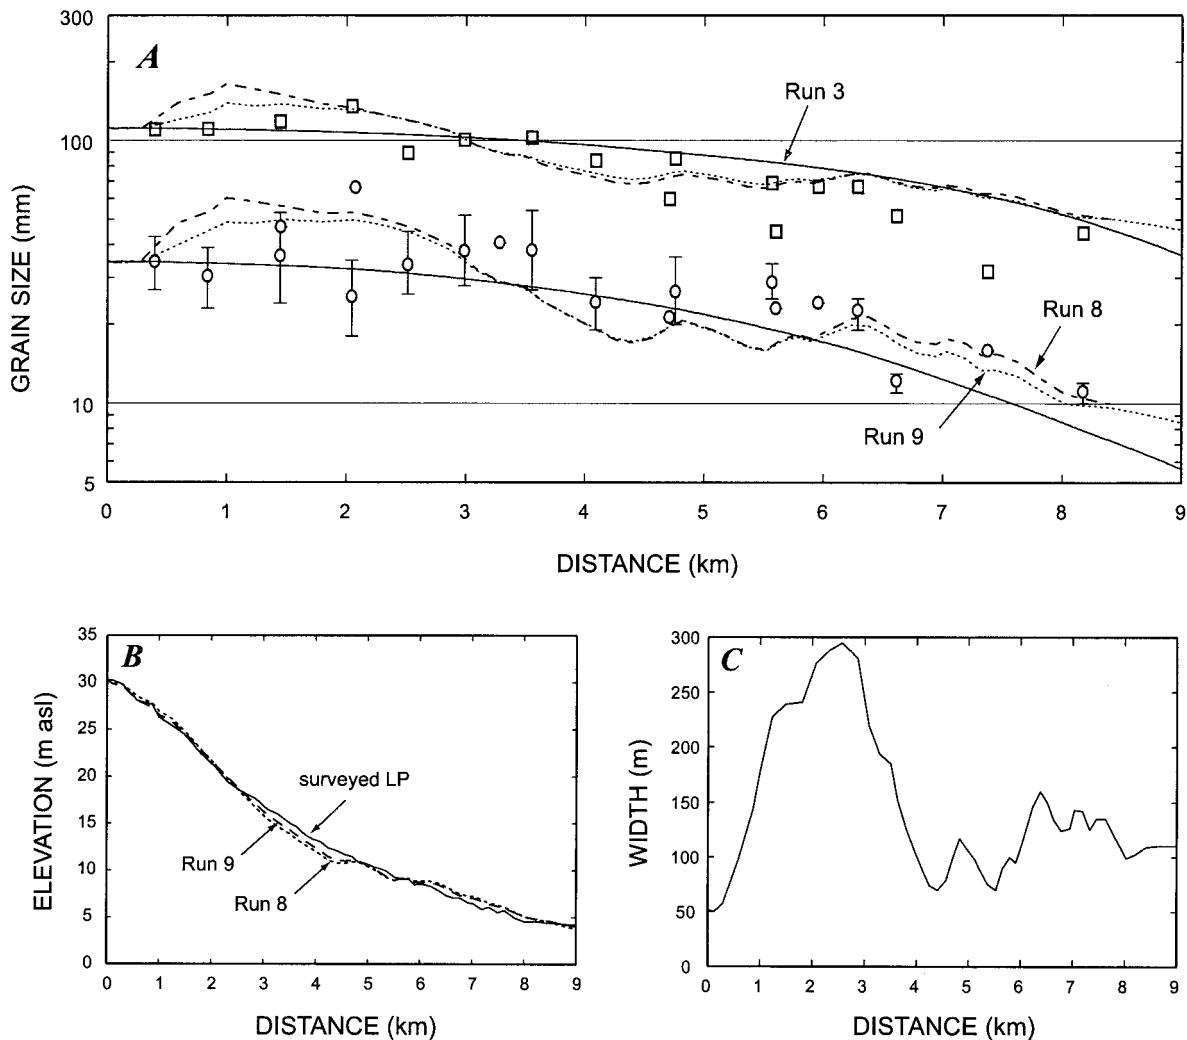 300
A
Run 3
100
GRAIN SIZE (mm)
Run 8
10
Run 9
5
0 1 2 3 4 5 6 7 8 9
DISTANCE (km)
35
B
30
25
ELEVATION (m asl)
20
surveyed LP
15
Run 9
10
Run 8
5
0
0 1 2 3 4 5 6 7 8 9
DISTANCE (km)
300
C
250
200
WIDTH (m)
150
100
50
0
0 1 2 3 4 5 6 7 8 9
DISTANCE (km)